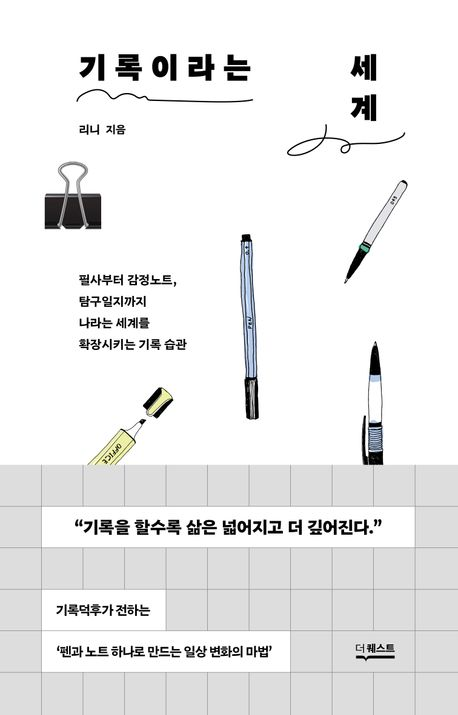 기록이라는
세
계
리니 지음
필사부터 감정노트,
탐구일지까지
나라는 세계를
확장시키는 기록 습관
PEN
OFFICE
“기록을 할수록 삶은 넓어지고 더 깊어진다.”
기록덕후가 전하는
‘펜과 노트 하나로 만드는 일상 변화의 마법’
더퀘스트